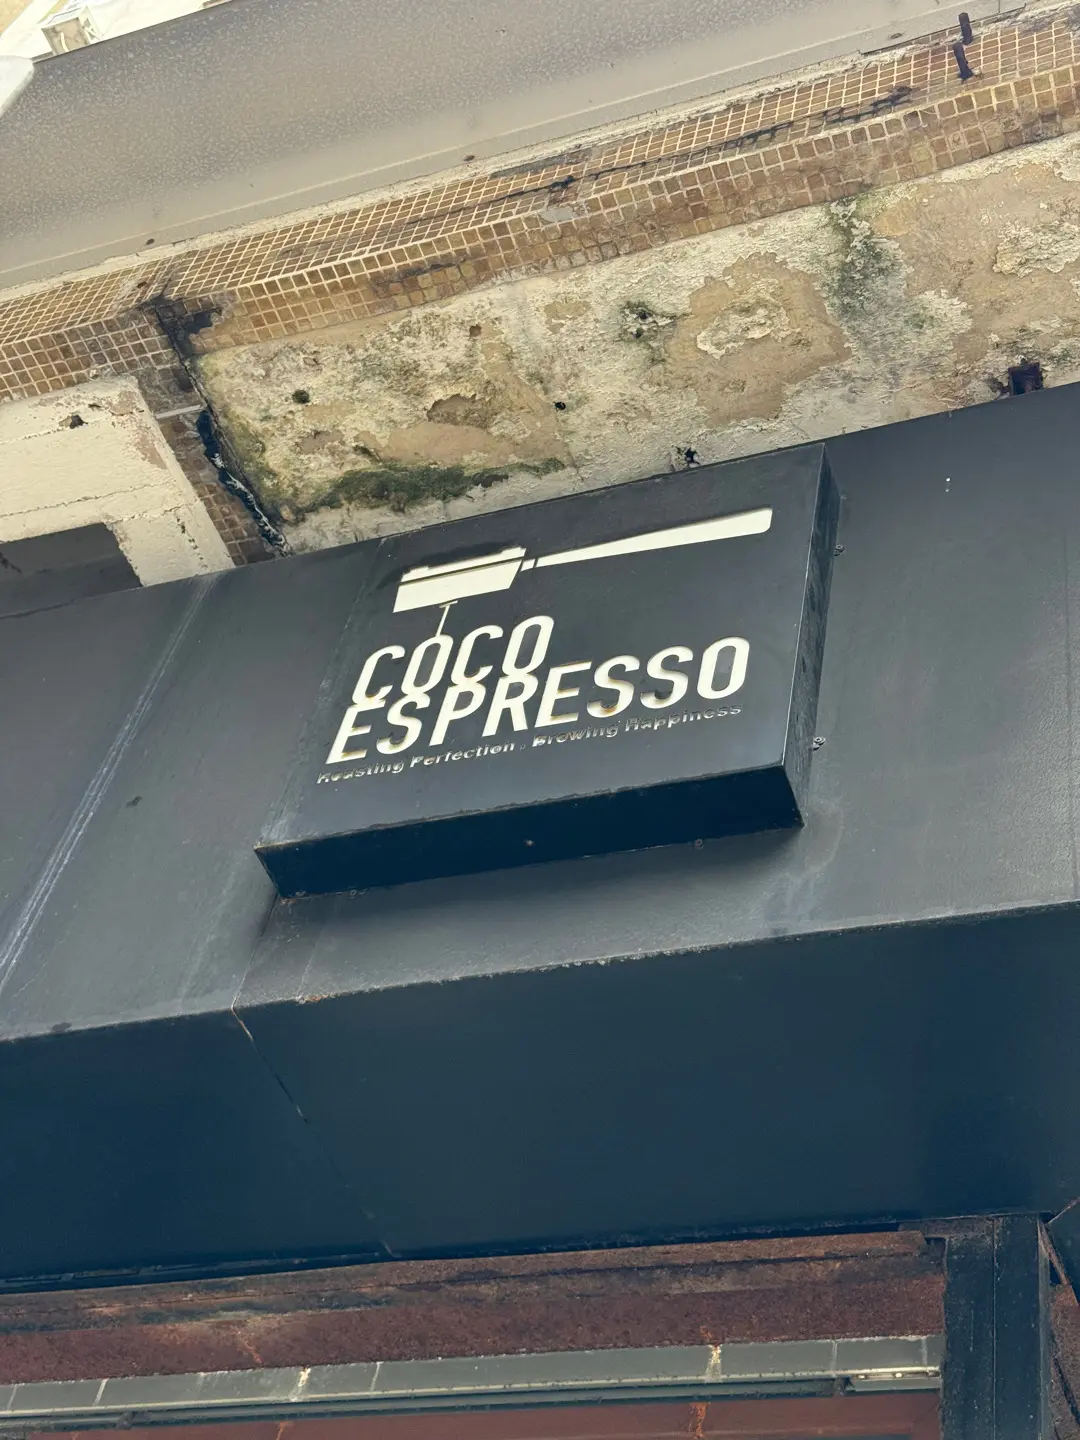 COCO
ESPRESSO
Roasting Perfection . Brewing Happiness